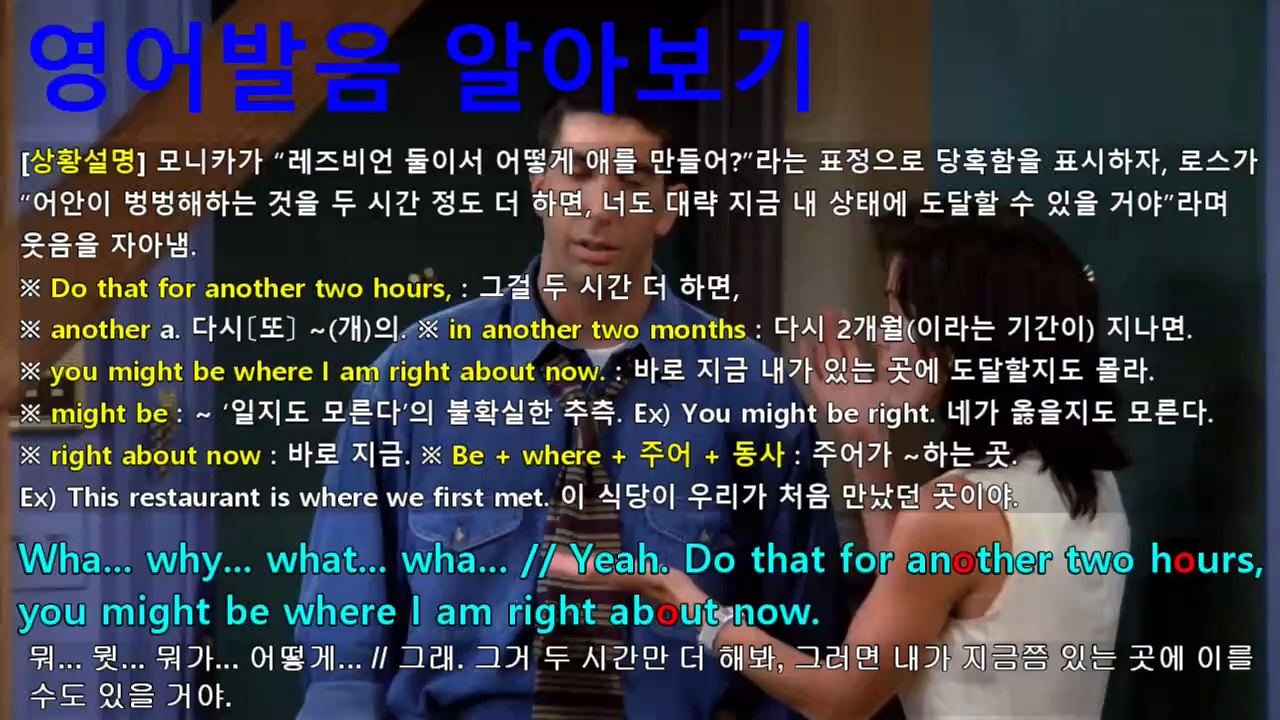 영어발음 알아보기
[상황설명] 모니카가 “레즈비언 둘이서 어떻게 애를 만들어?”라는 표정으로 당혹함을 표시하자, 로스가
“어안이 벙벙해하는 것을 두 시간 정도 더 하면, 너도 대략 지금 내 상태에 도달할 수 있을 거야”라며
웃음을 자아냄.
※ Do that for another two hours, : 그걸 두 시간 더 하면,
※ another a. 다시〔또〕 ~(개)의. ※ in another two months : 다시 2개월(이라는 기간이) 지나면.
※ you might be where I am right about now. : 바로 지금 내가 있는 곳에 도달할지도 몰라.
※ might be : ~ ‘일지도 모른다’의 불확실한 추측. Ex) You might be right. 네가 옳을지도 모른다.
※ right about now : 바로 지금. ※ Be + where + 주어 + 동사 : 주어가 ~하는 곳.
Ex) This restaurant is where we first met. 이 식당이 우리가 처음 만났던 곳이야.
Wha... why... what... wha... // Yeah. Do that for another two hours,
you might be where I am right about now.
뭐... 뭣... 뭐가... 어떻게... // 그래. 그거 두 시간만 더 해봐, 그러면 내가 지금쯤 있는 곳에 이를
수도 있을 거야.